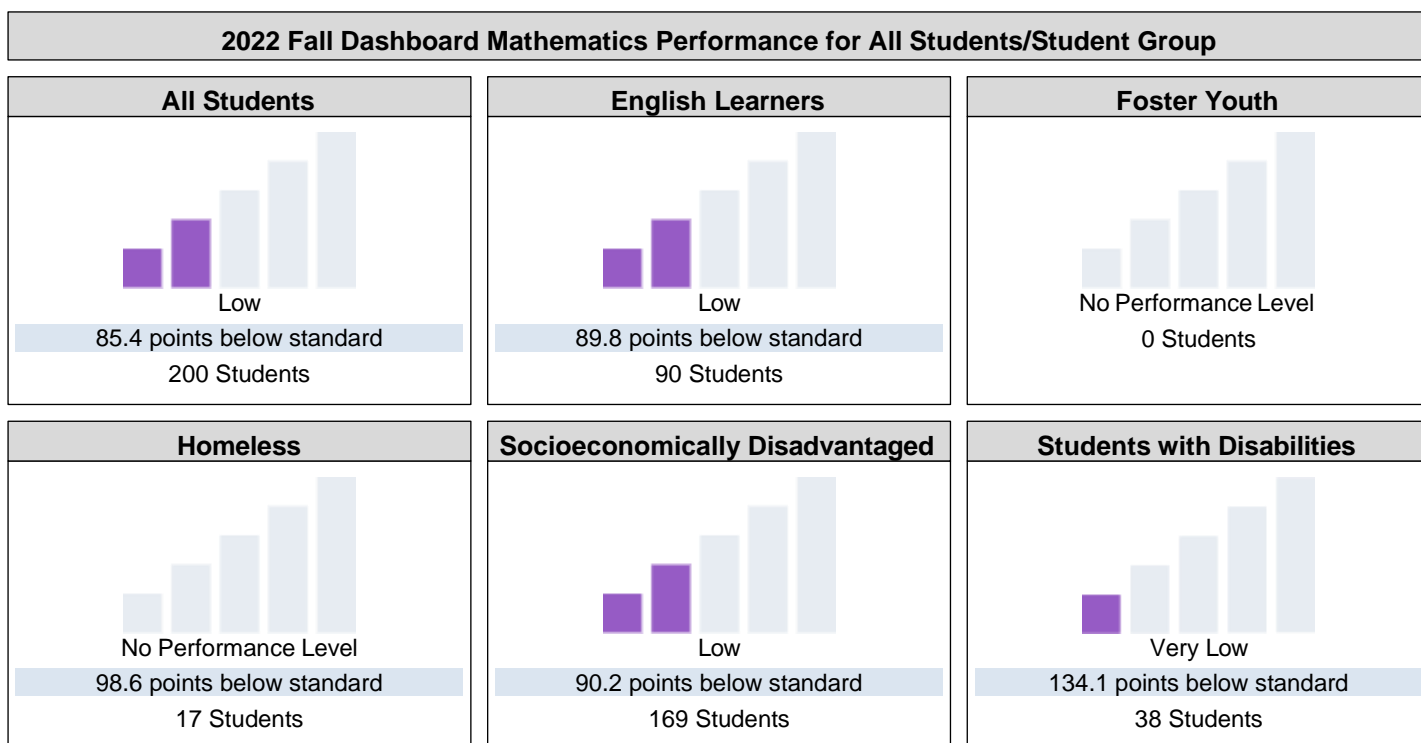 2022 Fall Dashboard Mathematics Performance for All Students/Student Group
All Students
Low
85.4 points below standard
200 Students
English Learners
Low
89.8 points below standard
90 Students
Foster Youth
No Performance Level
0 Students
Homeless
No Performance Level
98.6 points below standard
17 Students
Socioeconomically Disadvantaged
Low
90.2 points below standard
169 Students
Students with Disabilities
Very Low
134.1 points below standard
38 Students